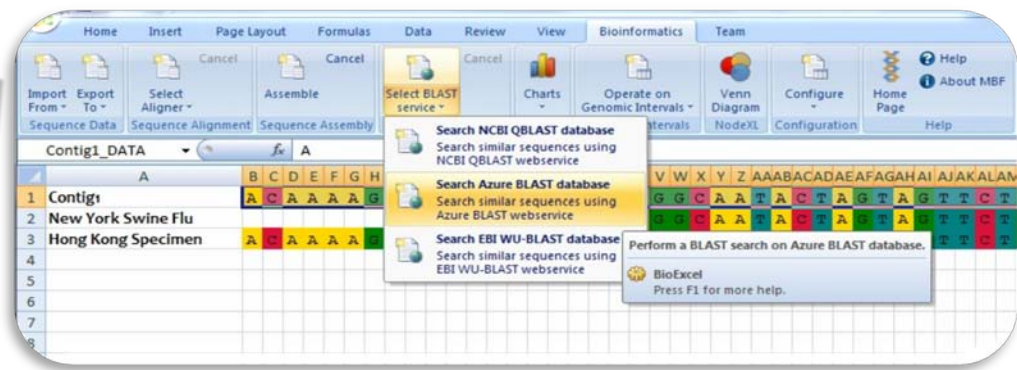 Home Insert Page Layout Formulas Data Review View Bioinformatics Team
Cancel Cancel Cancel Help
Import From Export To Select Aligner Assemble Select BLAST service Charts Operate on Genomic Intervals Venn Diagram Configure Home Page About MBF
Sequence Data Sequence Alignment Sequence Assembly Intervals NodeXL Configuration Help
Search NCBI QBLAST database
Search similar sequences using
NCBI QBLAST webservice
Search Azure BLAST database
Search similar sequences using
Azure BLAST webservice
Search EBI WU-BLAST database
Search similar sequences using
EBI WU-BLAST webservice
Perform a BLAST search on Azure BLAST database.
BioExcel
Press F1 for more help.
Contig1_DATA fx A
A B C D E F G H V W X Y Z AA AB AC AD AE AF AG AH AI AJ AK AL AM
1 Contig1 A C A A A A G G G C A A T A C T A G T A G T T C T
2 New York Swine Flu G G C A A T A C T A G T A G T T C T
3 Hong Kong Specimen A C A A A A G T T C T
4
5
6
7
8